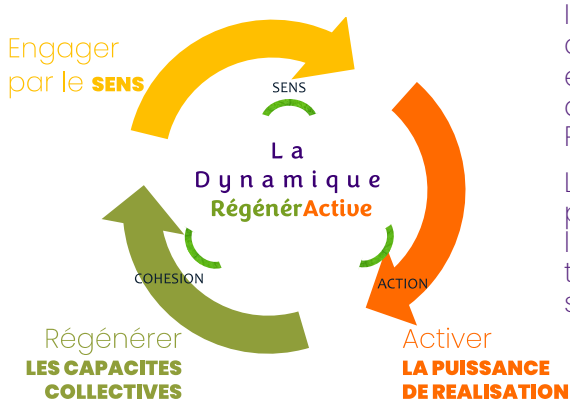 Engager
par le SENS
SENS
La
Dynamique
RégénérActive
COHESION
ACTION
Régénérer
LES CAPACITES
COLLECTIVES
Activer
LA PUISSANCE
DE REALISATION